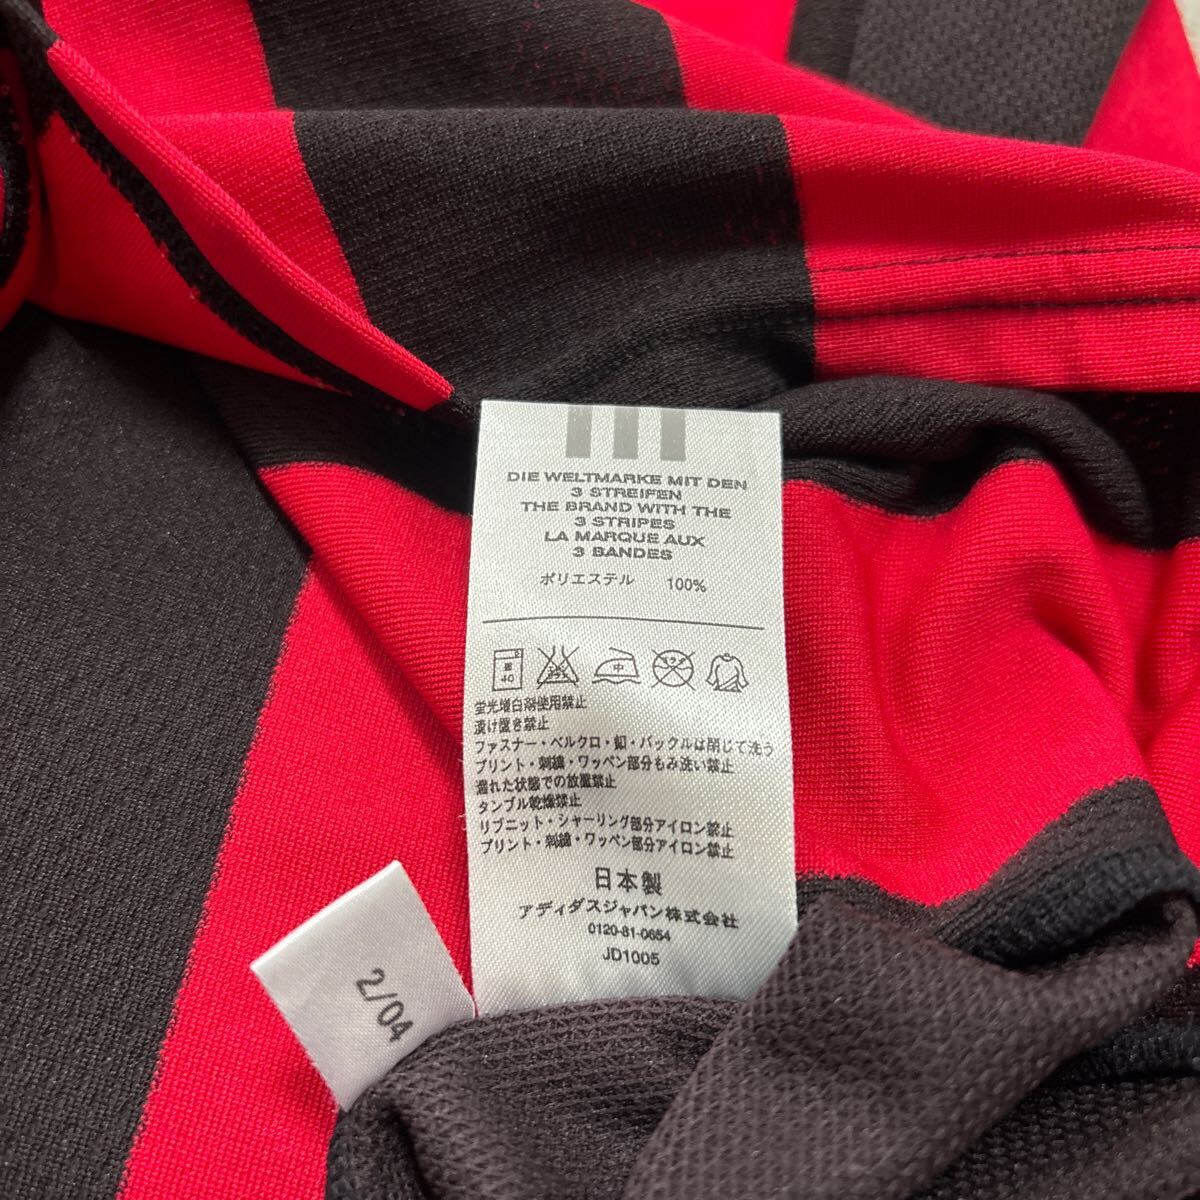 DIE WELTMARKE MIT DEN
3 STREIFEN
THE BRAND WITH THE
3 STRIPES
LA MARQUE AUX
3 BANDES
ポリエステル 100%
40 中
蛍光増白剤使用禁止
漬け置き禁止
ファスナー・ベルクロ・釦・バックルは閉じて洗う
プリント・刺繍・ワッペン部分もみ洗い禁止
濡れた状態での放置禁止
タンブル乾燥禁止
リブニット・シャーリング部分アイロン禁止
プリント・刺繍・ワッペン部分アイロン禁止
日本製
アディダスジャパン株式会社
0120-81-0654
JD1005
2/04